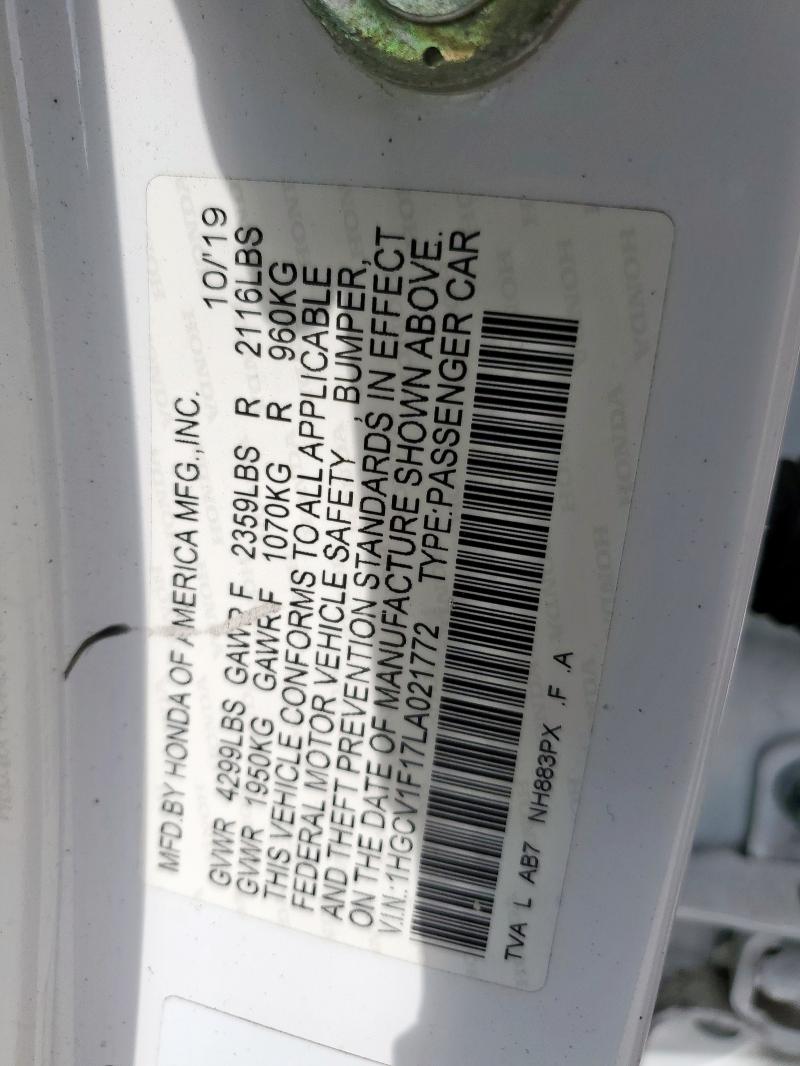 MFD.BY HONDA OF AMERICA MFG.,INC. 10/'19
GVWR 4299LBS GAWR F 2359LBS R 2116LBS
GVWR 1950KG GAWR F 1070KG R 960KG
THIS VEHICLE CONFORMS TO ALL APPLICABLE
FEDERAL MOTOR VEHICLE SAFETY , BUMPER,
AND THEFT PREVENTION STANDARDS IN EFFECT
ON THE DATE OF MANUFACTURE SHOWN ABOVE.
V.I.N.:1HGCV1F17LA021772 TYPE:PASSENGER CAR
TVA L AB7 NH883PX .F .A